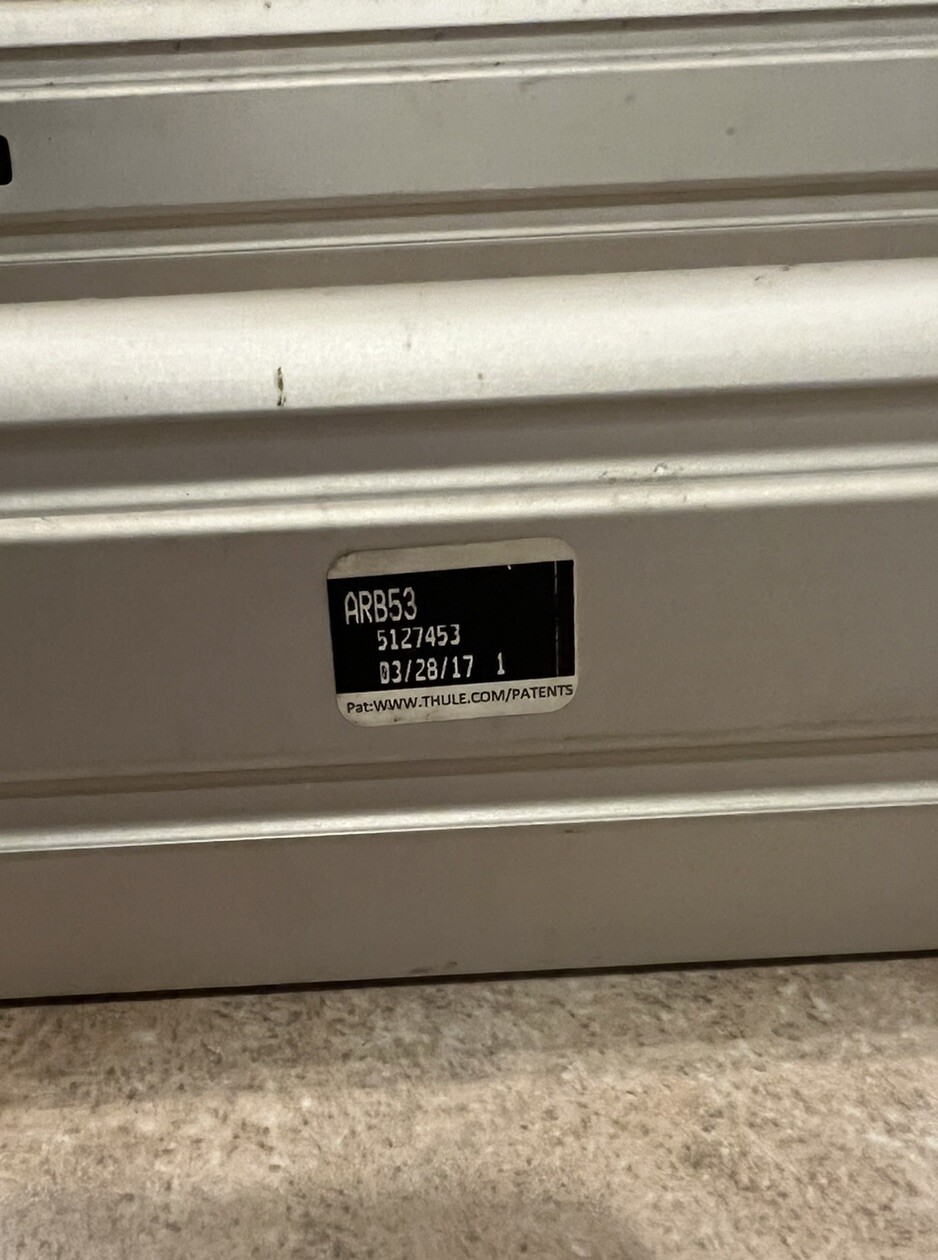 ARB53
5127453
03/28/17 1
Pat:WWW.THULE.COM/PATENTS